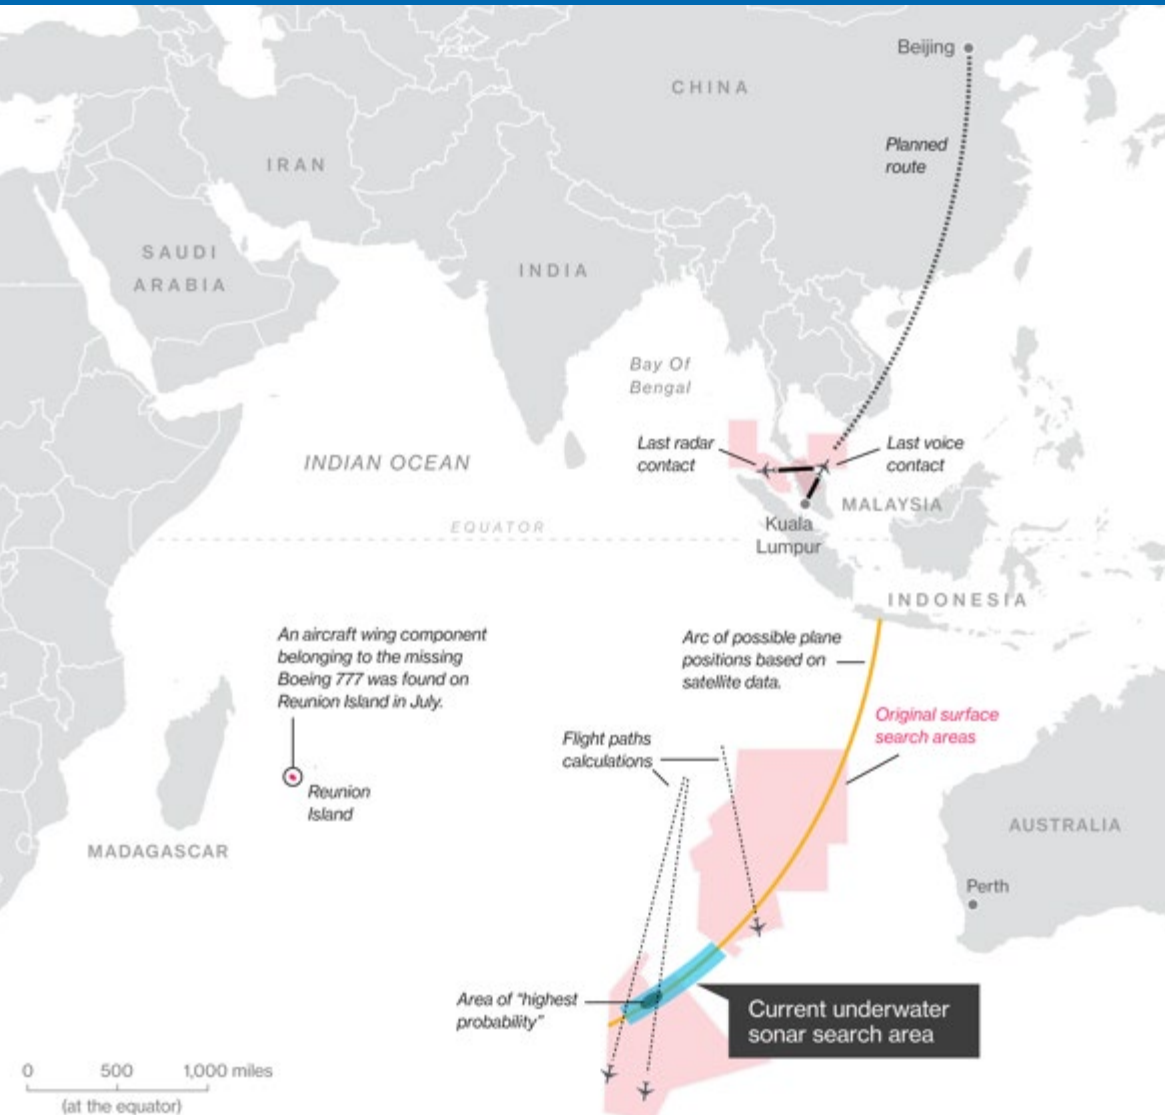 Beijing
CHINA
Planned
route
IRAN
SAUDI
ARABIA
INDIA
Bay Of
Bengal
Last radar
contact
Last voice
contact
INDIAN OCEAN
MALAYSIA
EQUATOR
Kuala
Lumpur
INDONESIA
An aircraft wing component
belonging to the missing
Boeing 777 was found on
Reunion Island in July.
Arc of possible plane
positions based on
satellite data.
Original surface
search areas
Flight paths
calculations
Reunion
Island
AUSTRALIA
MADAGASCAR
Perth
Area of "highest
probability"
Current underwater
sonar search area
0 500 1,000 miles
(at the equator)